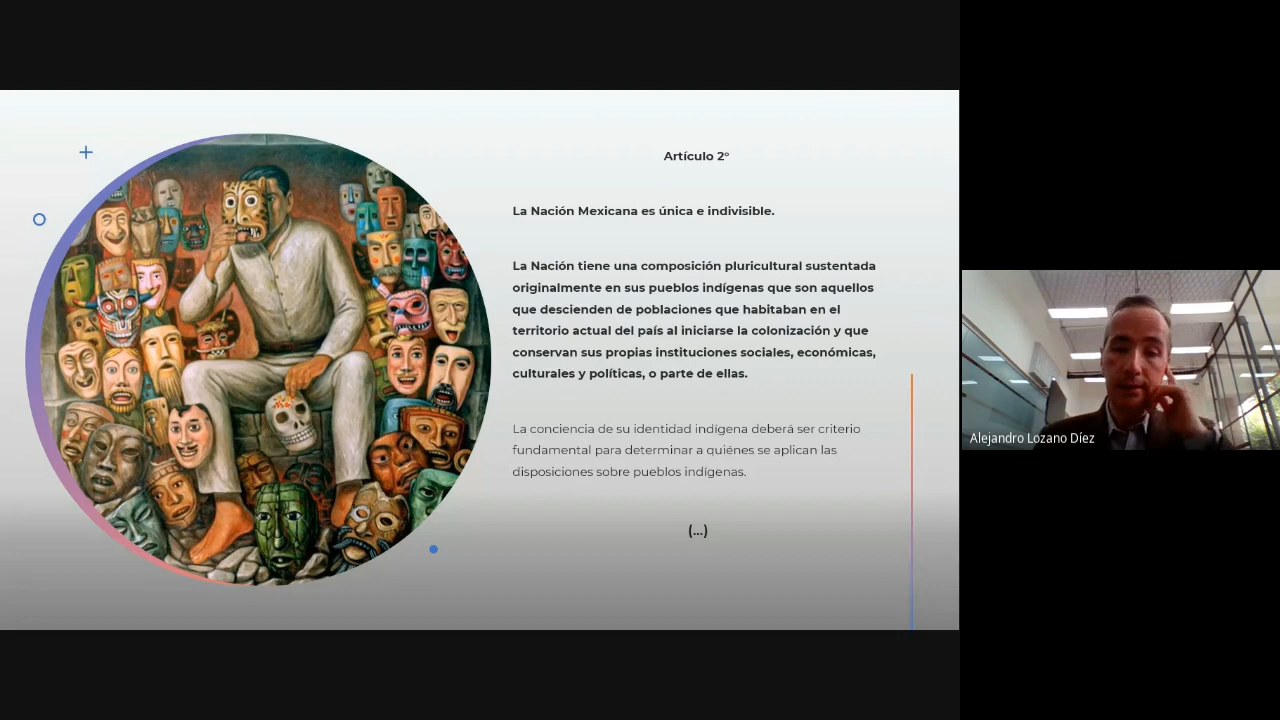 Artículo 2°
La Nación Mexicana es única e indivisible.
La Nación tiene una composición pluricultural sustentada
originalmente en sus pueblos indígenas que son aquellos
que descienden de poblaciones que habitaban en el
territorio actual del país al iniciarse la colonización y que
conservan sus propias instituciones sociales, económicas,
culturales y políticas, o parte de ellas.
La conciencia de su identidad indígena deberá ser criterio
fundamental para determinar a quiénes se aplican las
disposiciones sobre pueblos indígenas.
(...)
Alejandro Lozano Díez